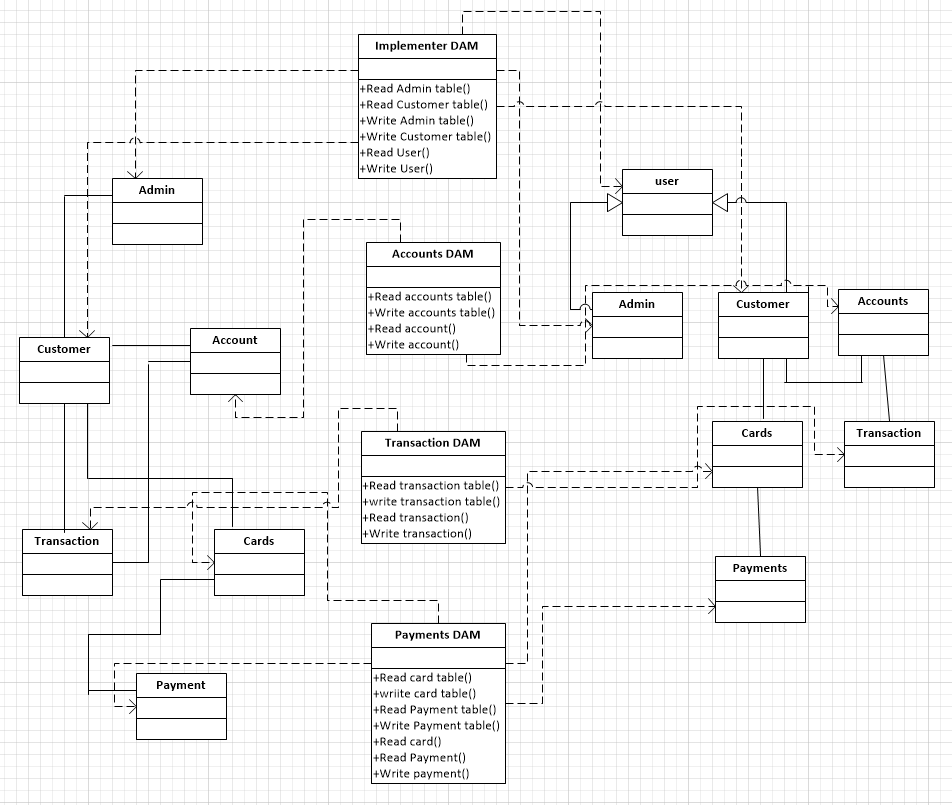 Implementer DAM
+Read Admin table()
+Read Customer table()
+Write Admin table()
+Write Customer table()
+Read User()
+Write User()
Admin
user
Accounts DAM
+Read accounts table()
+Write accounts table()
+Read account()
+Write account()
Admin
Customer
Accounts
Customer
Account
Transaction DAM
+Read transaction table()
+write transaction table()
+Read transaction()
+Write transaction()
Cards
Transaction
Transaction
Cards
Payments
Payments DAM
+Read card table()
+wriite card table()
+Read Payment table()
+Write Payment table()
+Read card()
+Read Payment()
+Write payment()
Payment